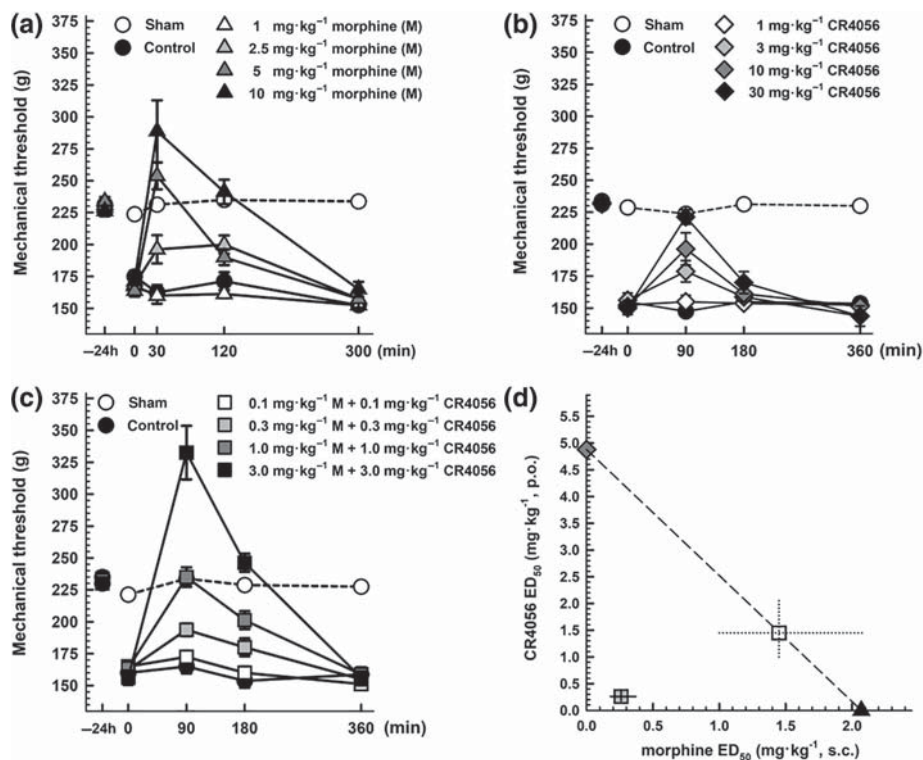 (a)
Sham
Control
1 mg·kg⁻¹ morphine (M)
2.5 mg·kg⁻¹ morphine (M)
5 mg·kg⁻¹ morphine (M)
10 mg·kg⁻¹ morphine (M)
Mechanical threshold (g)
375
350
325
300
275
250
225
200
175
150
–24h 0 30 120 300 (min)
(b)
Sham
Control
1 mg·kg⁻¹ CR4056
3 mg·kg⁻¹ CR4056
10 mg·kg⁻¹ CR4056
30 mg·kg⁻¹ CR4056
Mechanical threshold (g)
375
350
325
300
275
250
225
200
175
150
–24h 0 90 180 360 (min)
(c)
Sham
Control
0.1 mg·kg⁻¹ M + 0.1 mg·kg⁻¹ CR4056
0.3 mg·kg⁻¹ M + 0.3 mg·kg⁻¹ CR4056
1.0 mg·kg⁻¹ M + 1.0 mg·kg⁻¹ CR4056
3.0 mg·kg⁻¹ M + 3.0 mg·kg⁻¹ CR4056
Mechanical threshold (g)
375
350
325
300
275
250
225
200
175
150
–24h 0 90 180 360 (min)
(d)
CR4056 ED₅₀ (mg·kg⁻¹, p.o.)
5.5
5.0
4.5
4.0
3.5
3.0
2.5
2.0
1.5
1.0
0.5
0.0
0.0 0.4 0.8 1.2 1.6 2.0 2.4
morphine ED₅₀ (mg·kg⁻¹, s.c.)